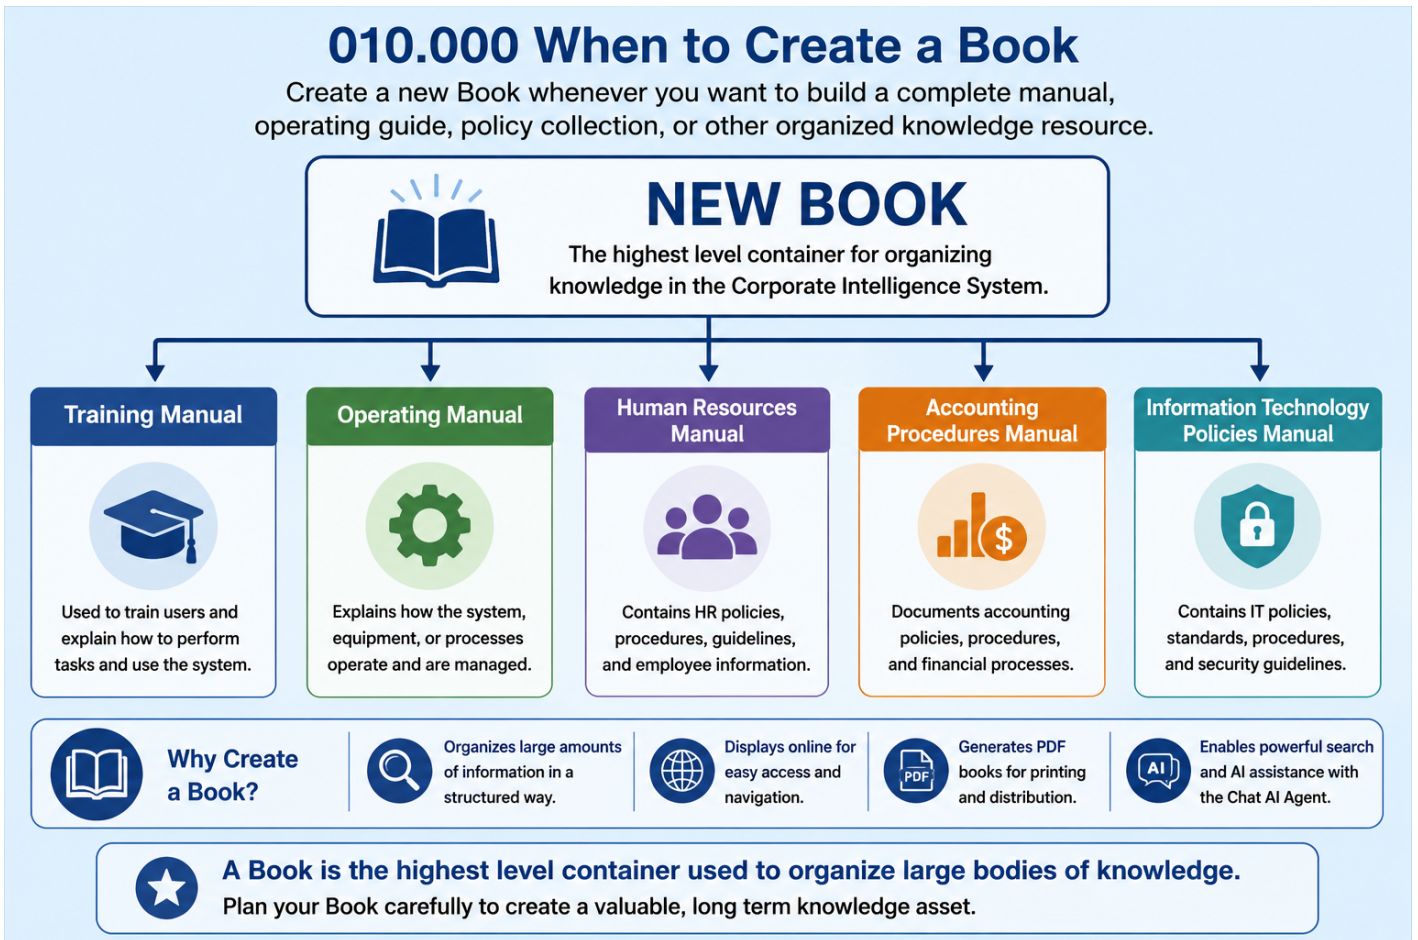 010.000 When to Create a Book
Create a new Book whenever you want to build a complete manual,
operating guide, policy collection, or other organized knowledge resource.
NEW BOOK
The highest level container for organizing
knowledge in the Corporate Intelligence System.
Training Manual
Used to train users and
explain how to perform
tasks and use the system.
Operating Manual
Explains how the system,
equipment, or processes
operate and are managed.
Human Resources
Manual
Contains HR policies,
procedures, guidelines,
and employee information.
Accounting
Procedures Manual
$
Documents accounting
policies, procedures,
and financial processes.
Information Technology
Policies Manual
Contains IT policies,
standards, procedures,
and security guidelines.
Why Create
a Book?
Organizes large amounts
of information in a
structured way.
Displays online for
easy access and
navigation.
PDF
Generates PDF
books for printing
and distribution.
AI
Enables powerful search
and AI assistance with
the Chat AI Agent.
A Book is the highest level container used to organize large bodies of knowledge.
Plan your Book carefully to create a valuable, long term knowledge asset.